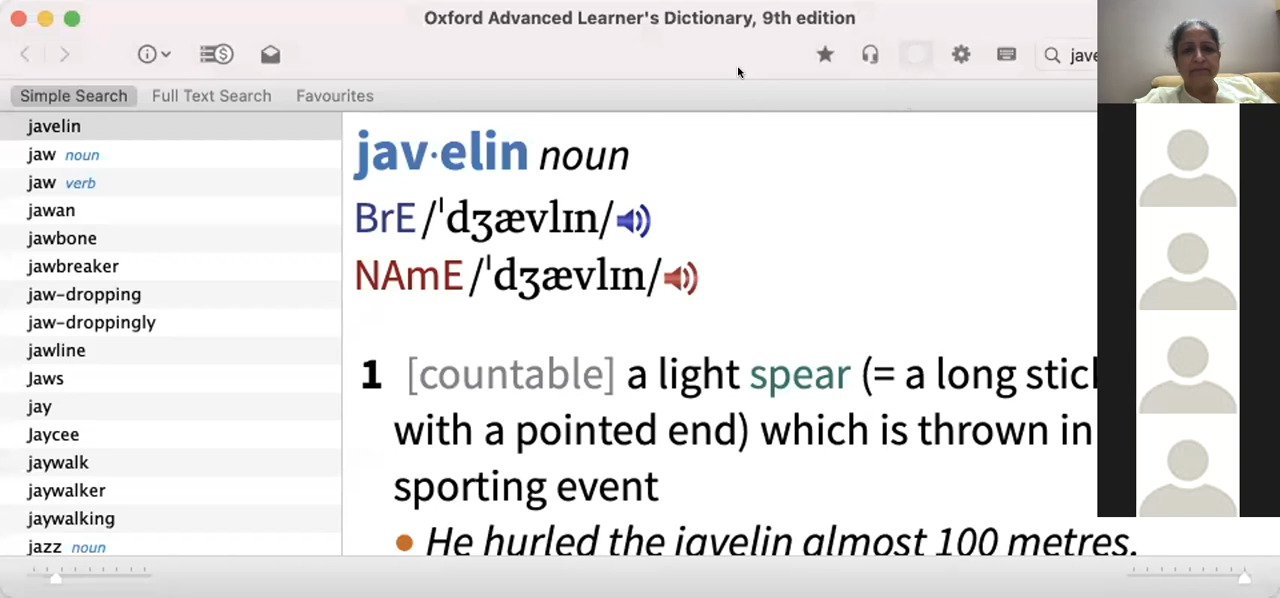 Oxford Advanced Learner's Dictionary, 9th edition
Simple Search Full Text Search Favourites
javelin
jaw noun
jaw verb
jawan
jawbone
jawbreaker
jaw-dropping
jaw-droppingly
jawline
Jaws
jay
Jaycee
jaywalk
jaywalker
jaywalking
jazz noun
jav·elin noun
BrE /ˈdʒævlɪn/
NAmE /ˈdʒævlɪn/
1 [countable] a light spear (= a long
with a pointed end) which is thrown in
sporting event
He hurled the javelin almost 100 metres.